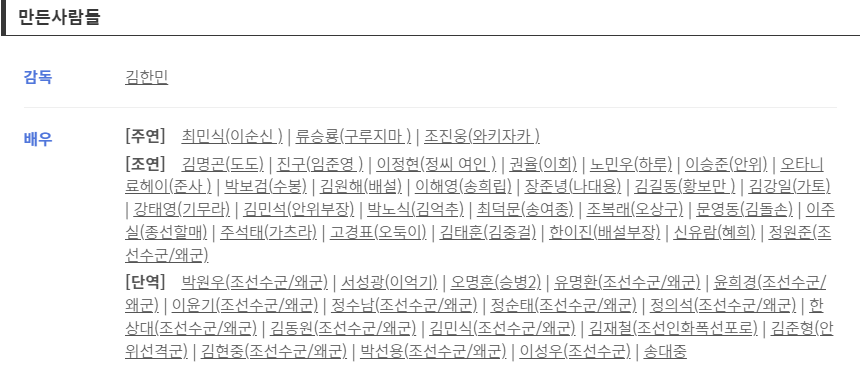 만든사람들
감독 김한민
배우 [주연] 최민식(이순신 ) | 류승룡(구루지마 ) | 조진웅(와키자카 )
[조연] 김명곤(도도) | 진구(임준영 ) | 이정현(정씨 여인 ) | 권율(이회) | 노민우(하루) | 이승준(안위) | 오타니
료헤이(준사 ) | 박보검(수봉) | 김원해(배설) | 이해영(송희립) | 장준녕(나대용) | 김길동(황보만 ) | 김강일(가토)
| 강태영(기무라) | 김민석(안위부장) | 박노식(김억추) | 최덕문(송여종) | 조복래(오상구) | 문영동(김돌손) | 이주
실(종선할매) | 주석태(가츠라) | 고경표(오둑이) | 김태훈(김중걸) | 한이진(배설부장) | 신유람(혜희) | 정원준(조
선수군/왜군)
[단역] 박원우(조선수군/왜군) | 서성광(이억기) | 오명훈(승병2) | 유명환(조선수군/왜군) | 윤희경(조선수군/
왜군) | 이윤기(조선수군/왜군) | 정수남(조선수군/왜군) | 정순태(조선수군/왜군) | 정의석(조선수군/왜군) | 한
상대(조선수군/왜군) | 김동원(조선수군/왜군) | 김민식(조선수군/왜군) | 김재철(조선인화폭선포로) | 김준형(안
위선격군) | 김현중(조선수군/왜군) | 박선용(조선수군/왜군) | 이성우(조선수군) | 송대중